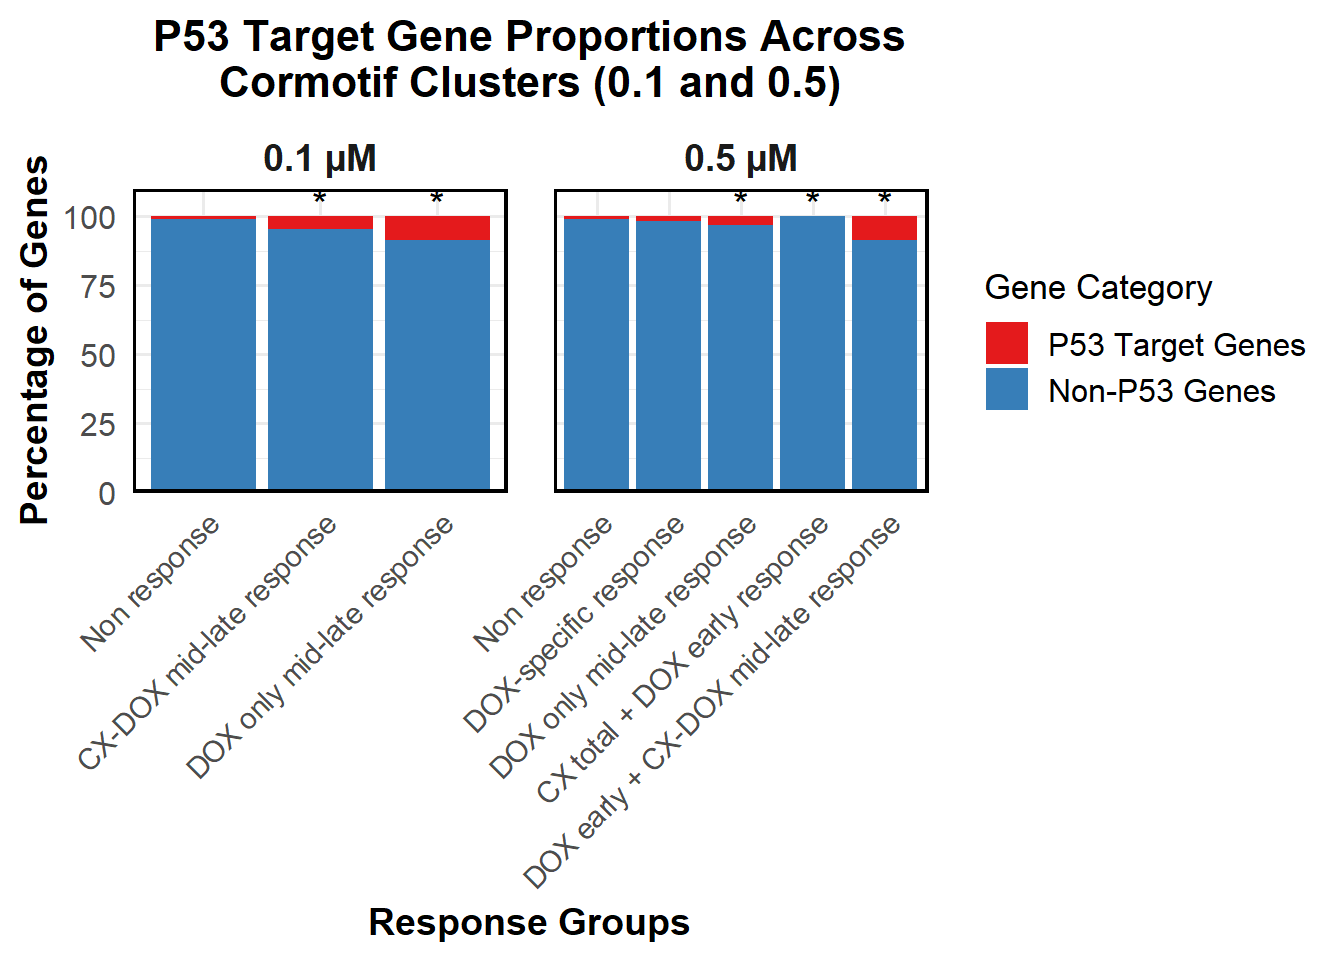 P53 Target Gene Proportions Across
Cormotif Clusters (0.1 and 0.5)
0.1 µM
0.5 µM
Percentage of Genes
100
75
50
25
0
*
*
*
*
*
Non response
CX-DOX mid-late response
DOX only mid-late response
Non response
DOX-specific response
DOX only mid-late response
CX total + DOX early response
DOX early + CX-DOX mid-late response
Response Groups
Gene Category
P53 Target Genes
Non-P53 Genes